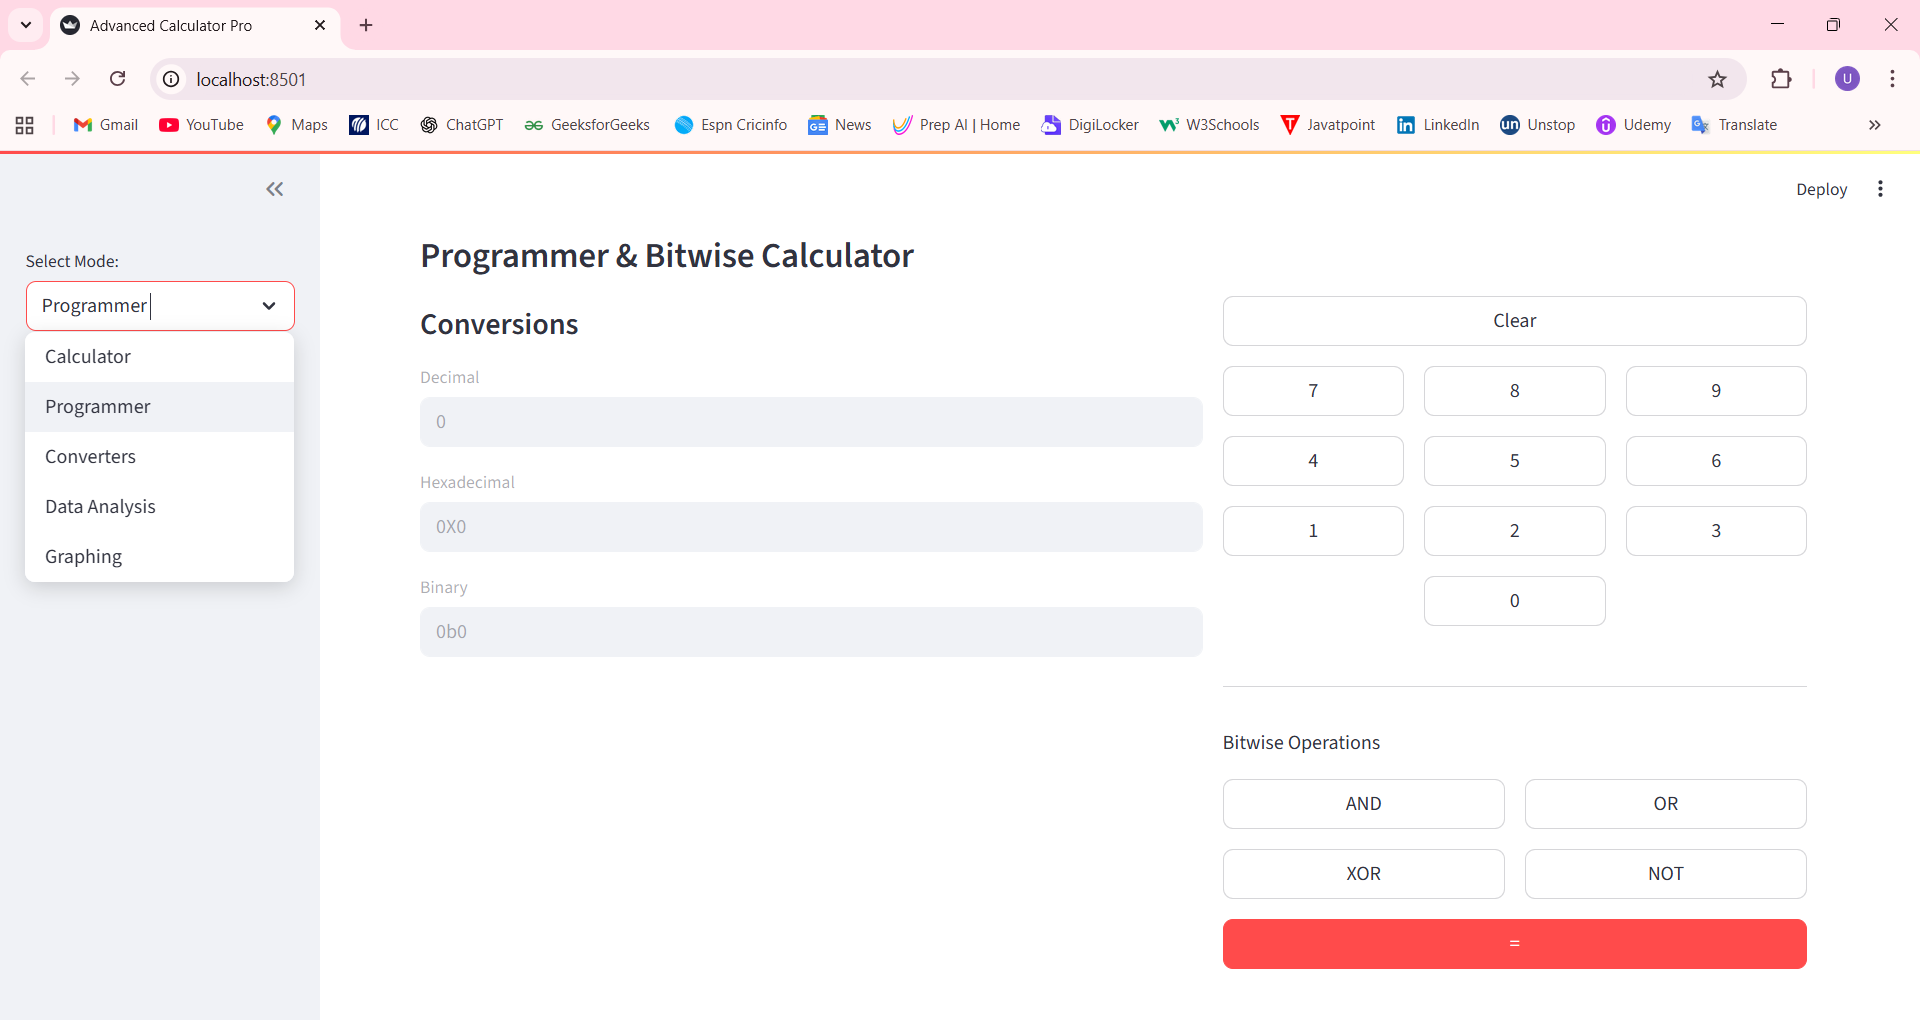 Advanced Calculator Pro
localhost:8501
U
Gmail YouTube Maps ICC ChatGPT GeeksforGeeks Espn Cricinfo News Prep AI | Home DigiLocker W3Schools Javatpoint LinkedIn Unstop Udemy Translate
Deploy
Select Mode:
Programmer
Calculator
Programmer
Converters
Data Analysis
Graphing
Programmer & Bitwise Calculator
Conversions
Decimal
0
Hexadecimal
0X0
Binary
0b0
Clear
7 8 9
4 5 6
1 2 3
0
Bitwise Operations
AND OR
XOR NOT
=